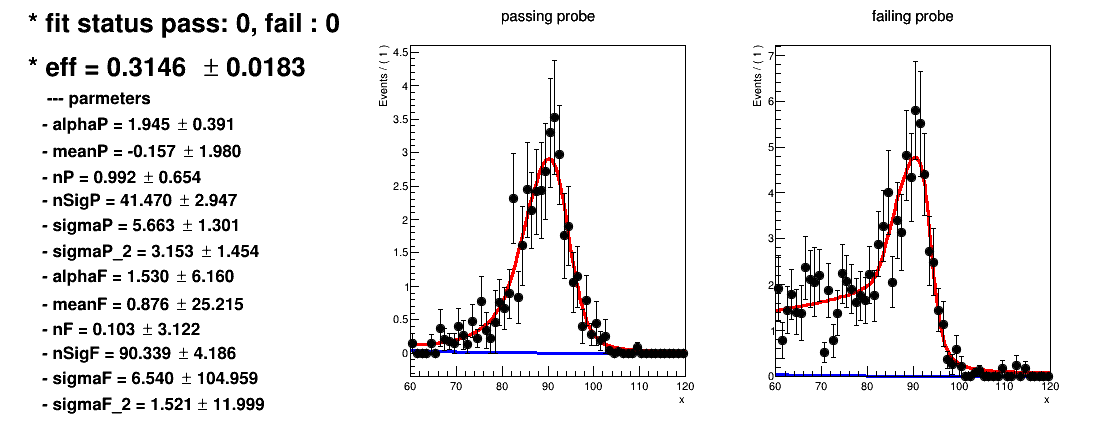 * fit status pass: 0, fail : 0
* eff = 0.3146 ± 0.0183
--- parmeters
- alphaP = 1.945 ± 0.391
- meanP = -0.157 ± 1.980
- nP = 0.992 ± 0.654
- nSigP = 41.470 ± 2.947
- sigmaP = 5.663 ± 1.301
- sigmaP_2 = 3.153 ± 1.454
- alphaF = 1.530 ± 6.160
- meanF = 0.876 ± 25.215
- nF = 0.103 ± 3.122
- nSigF = 90.339 ± 4.186
- sigmaF = 6.540 ± 104.959
- sigmaF_2 = 1.521 ± 11.999
passing probe
Events / ( 1 )
4.5
4
3.5
3
2.5
2
1.5
1
0.5
0
60 70 80 90 100 110 120
x
failing probe
Events / ( 1 )
7
6
5
4
3
2
1
0
60 70 80 90 100 110 120
x